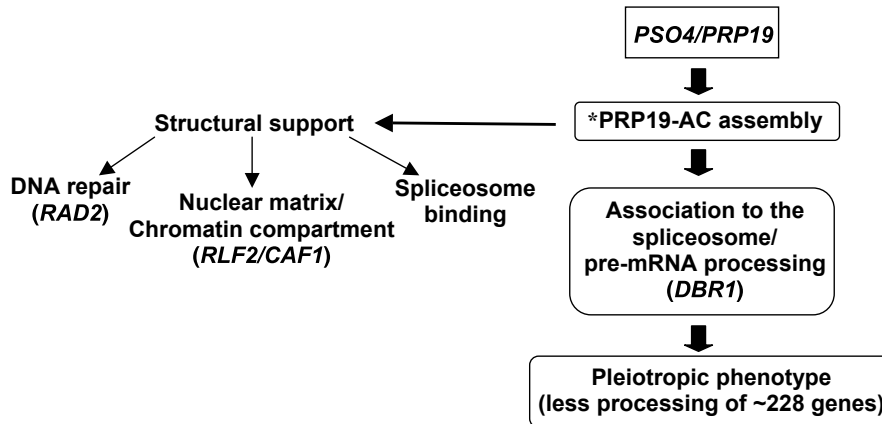 PSO4/PRP19
*PRP19-AC assembly
Structural support
DNA repair
(RAD2)
Nuclear matrix/
Chromatin compartment
(RLF2/CAF1)
Spliceosome
binding
Association to the
spliceosome/
pre-mRNA processing
(DBR1)
Pleiotropic phenotype
(less processing of ~228 genes)